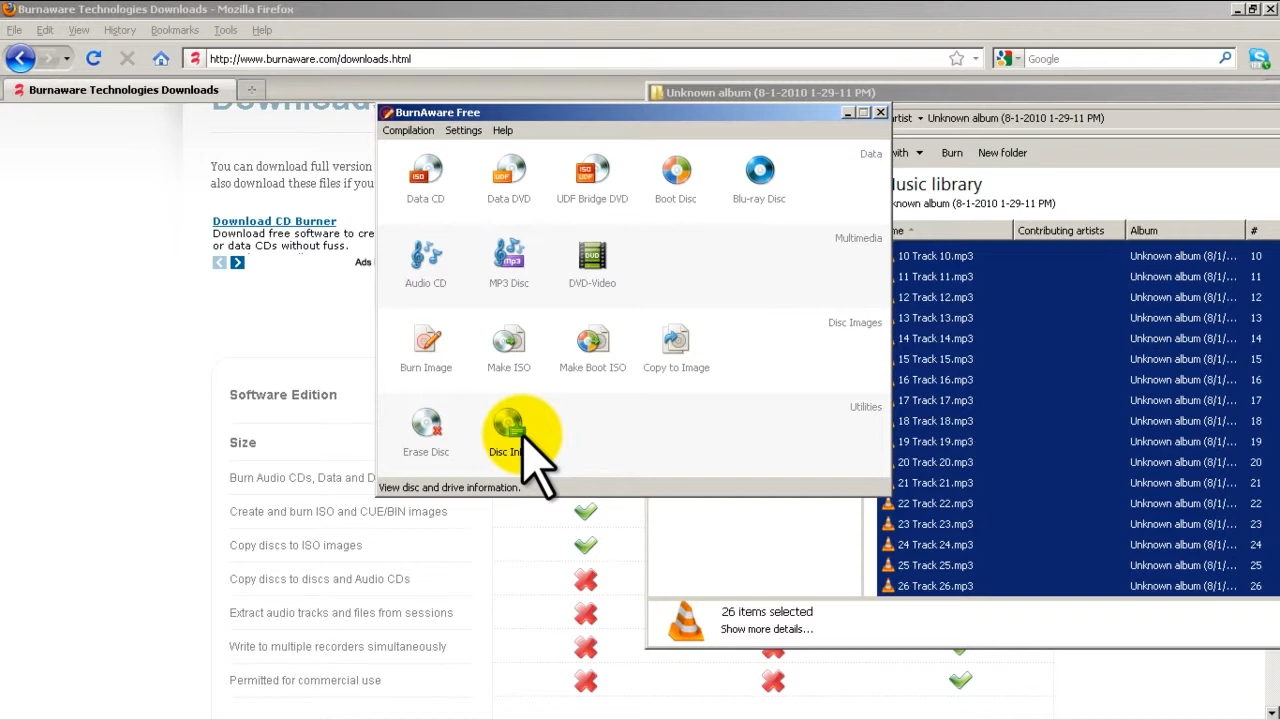 Burnaware Technologies Downloads - Mozilla Firefox
File Edit View History Bookmarks Tools Help
http://www.burnaware.com/downloads.html
Google
Burnaware Technologies Downloads
Unknown album (8-1-2010 1-29-11 PM)
Unknown album (8-1-2010 1-29-11 PM)
Burn New folder
BurnAware Free
Compilation Settings Help
Data
Data CD Data DVD UDF Bridge DVD Boot Disc Blu-ray Disc
Multimedia
Audio CD MP3 Disc DVD-Video
Disc Images
Burn Image Make ISO Make Boot ISO Copy to Image
Utilities
Erase Disc Disc
View disc and drive information.
You can download full version
also download these files if you
Download CD Burner
Download free software to create
or data CDs without fuss.
Ads
Software Edition
Size
Burn Audio CDs, Data and D
Create and burn ISO and CUE/BIN images
Copy discs to ISO images
Copy discs to discs and Audio CDs
Extract audio tracks and files from sessions
Write to multiple recorders simultaneously
Permitted for commercial use
library
(8-1-2010 1-29-11 PM)
Contributing artists Album #
10 Track 10.mp3 Unknown album (8/1/... 10
11 Track 11.mp3 Unknown album (8/1/... 11
12 Track 12.mp3 Unknown album (8/1/... 12
13 Track 13.mp3 Unknown album (8/1/... 13
14 Track 14.mp3 Unknown album (8/1/... 14
15 Track 15.mp3 Unknown album (8/1/... 15
16 Track 16.mp3 Unknown album (8/1/... 16
17 Track 17.mp3 Unknown album (8/1/... 17
18 Track 18.mp3 Unknown album (8/1/... 18
19 Track 19.mp3 Unknown album (8/1/... 19
20 Track 20.mp3 Unknown album (8/1/... 20
21 Track 21.mp3 Unknown album (8/1/... 21
22 Track 22.mp3 Unknown album (8/1/... 22
23 Track 23.mp3 Unknown album (8/1/... 23
24 Track 24.mp3 Unknown album (8/1/... 24
25 Track 25.mp3 Unknown album (8/1/... 25
26 Track 26.mp3 Unknown album (8/1/... 26
26 items selected
Show more details...